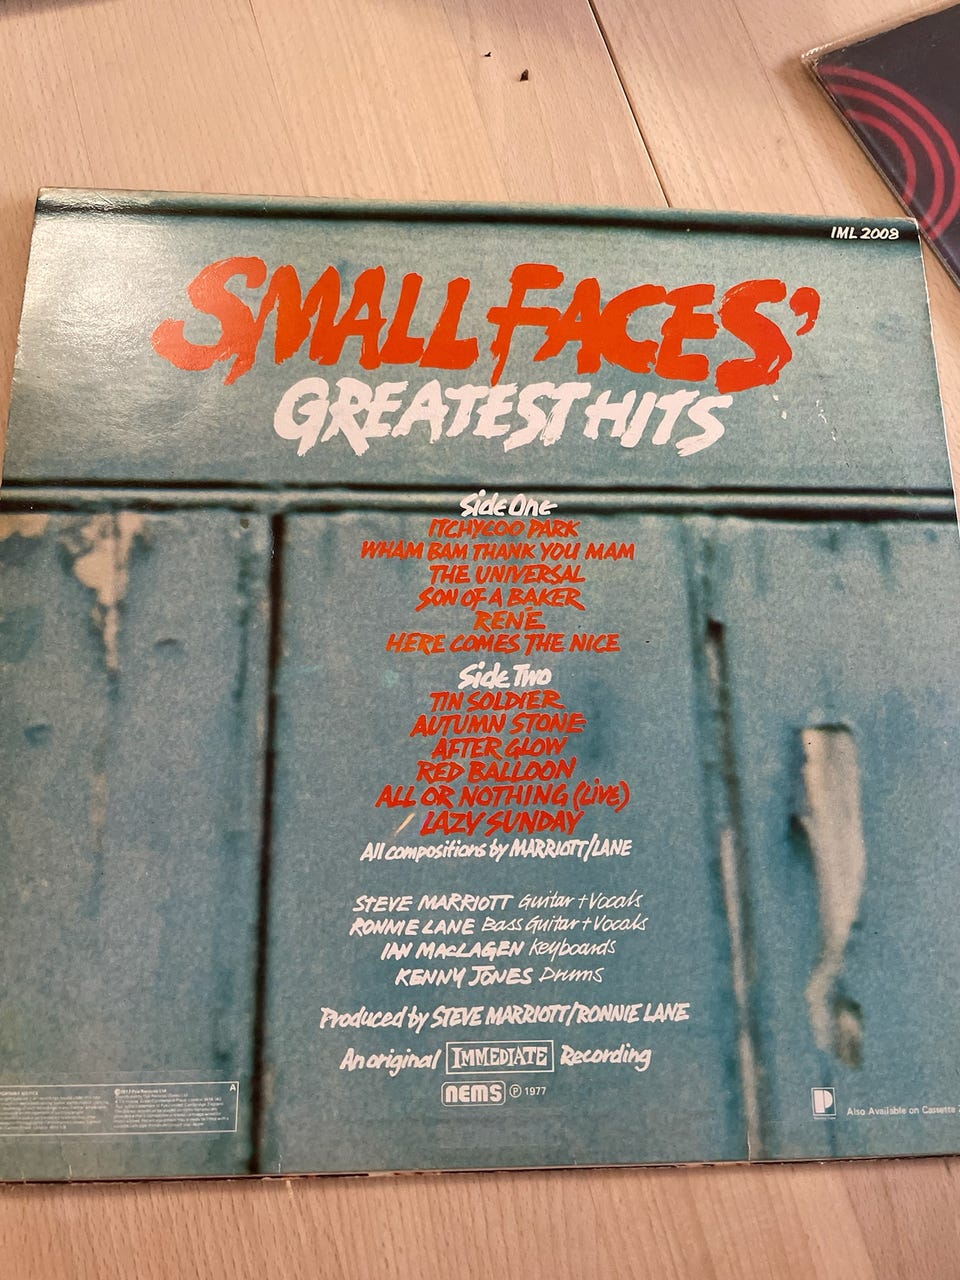 IML 2008
SMALL FACES'
GREATEST HITS
Side One
ITCHYCOO PARK
WHAM BAM THANK YOU MAM
THE UNIVERSAL
SON OF A BAKER
RENE
HERE COMES THE NICE
Side Two
TIN SOLDIER
AUTUMN STONE
AFTER GLOW
RED BALLOON
ALL OR NOTHING (LIVE)
LAZY SUNDAY
All compositions by MARRIOTT/LANE
STEVE MARRIOTT Guitar + Vocals
RONNIE LANE Bass Guitar + Vocals
IAN MACLAGEN Keyboards
KENNY JONES Drums
Produced by STEVE MARRIOTT/RONNIE LANE
An original IMMEDIATE Recording
nems ℗ 1977
A
P
Also Available on Cassette